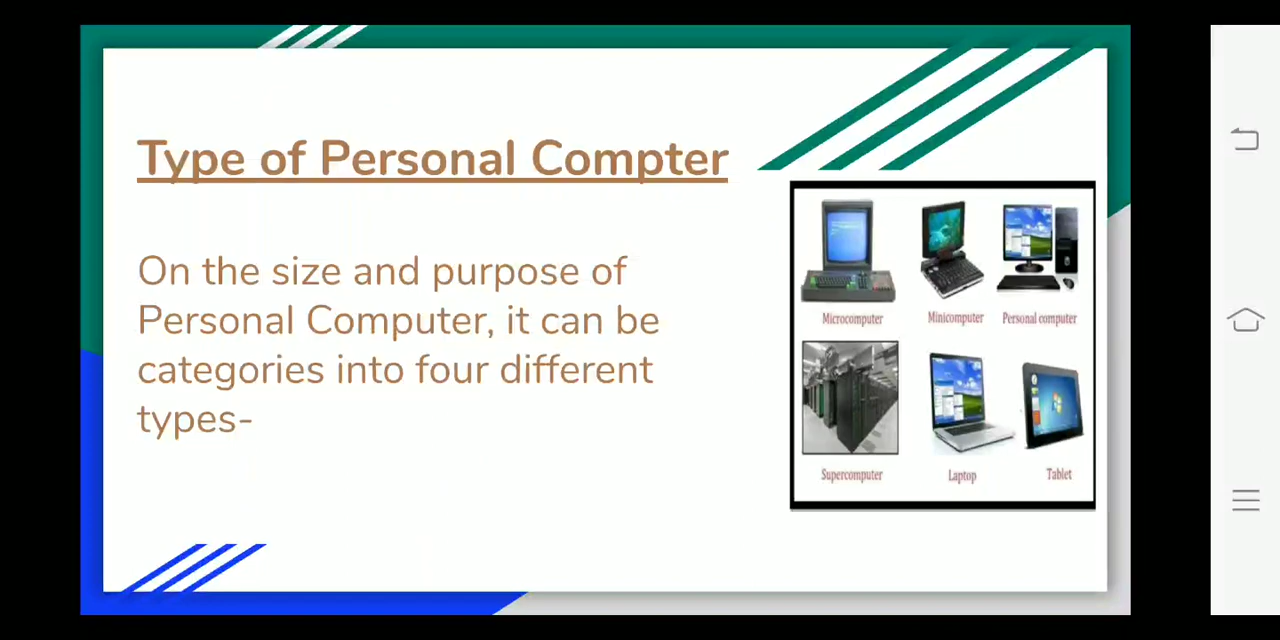 Type of Personal Compter
On the size and purpose of
Personal Computer, it can be
categories into four different
types-
Microcomputer
Minicomputer
Personal computer
Supercomputer
Laptop
Tablet